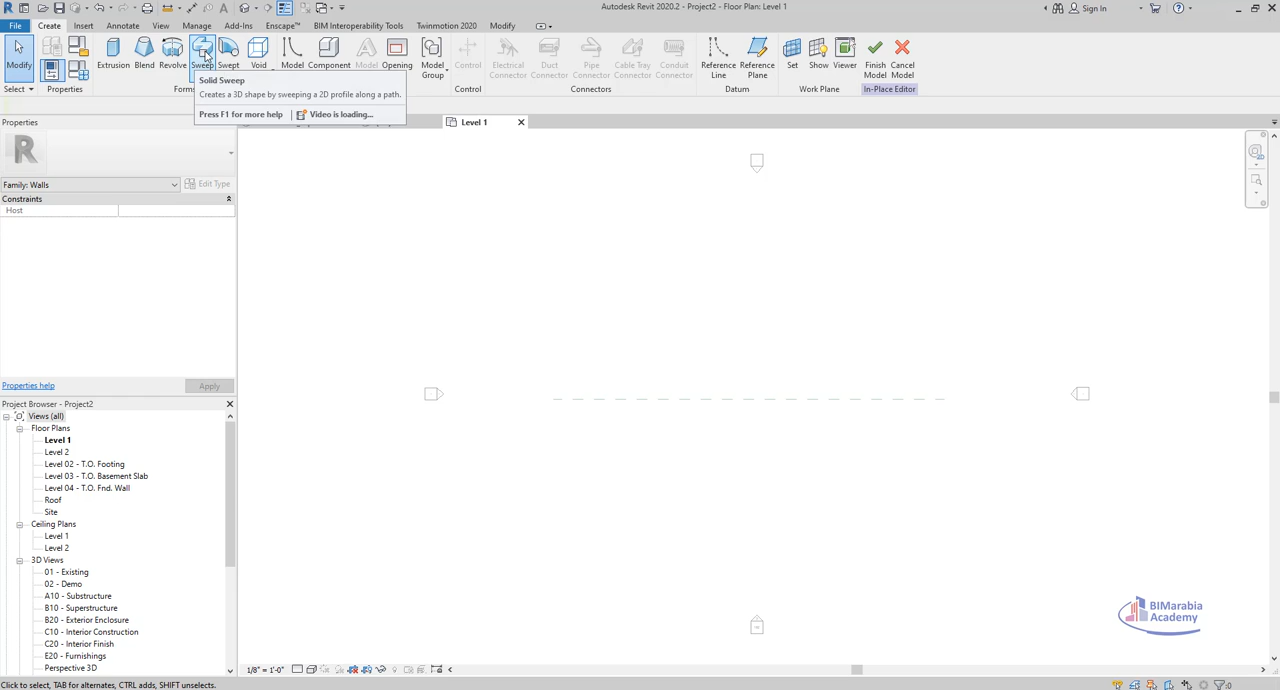 Autodesk Revit 2020.2 - Project2 - Floor Plan: Level 1
Sign In
File Create Insert Annotate View Manage Add-Ins Enscape™ BIM Interoperability Tools Twinmotion 2020 Modify
Modify
Extrusion Blend Revolve Sweep Swept Void Model Component Model Opening Model Group Control Electrical Connector Duct Connector Pipe Connector Cable Tray Connector Conduit Connector Reference Line Reference Plane Set Show Viewer Finish Model Cancel Model
Select Properties Forms Control Connectors Datum Work Plane In-Place Editor
Solid Sweep
Creates a 3D shape by sweeping a 2D profile along a path.
Press F1 for more help Video is loading...
Level 1
Properties
Family: Walls Edit Type
Constraints
Host
Properties help Apply
Project Browser - Project2
Views (all)
Floor Plans
Level 1
Level 2
Level 02 - T.O. Footing
Level 03 - T.O. Basement Slab
Level 04 - T.O. Fnd. Wall
Roof
Site
Ceiling Plans
Level 1
Level 2
3D Views
01 - Existing
02 - Demo
A10 - Substructure
B10 - Superstructure
B20 - Exterior Enclosure
C10 - Interior Construction
C20 - Interior Finish
E20 - Furnishings
Perspective 3D
BIMarabia
Academy
1/8" = 1'-0"
Click to select, TAB for alternates, CTRL adds, SHIFT unselects.
:0